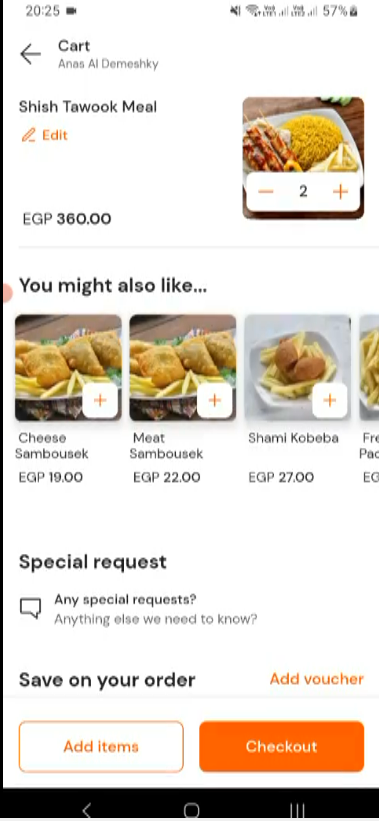 20:25
57%
Cart
Anas Al Demeshky
Shish Tawook Meal
Edit
2
EGP 360.00
You might also like...
Cheese Sambousek
Meat Sambousek
Shami Kobeba
Fre
Pac
EGP 19.00
EGP 22.00
EGP 27.00
EG
Special request
Any special requests?
Anything else we need to know?
Save on your order
Add voucher
Add items
Checkout